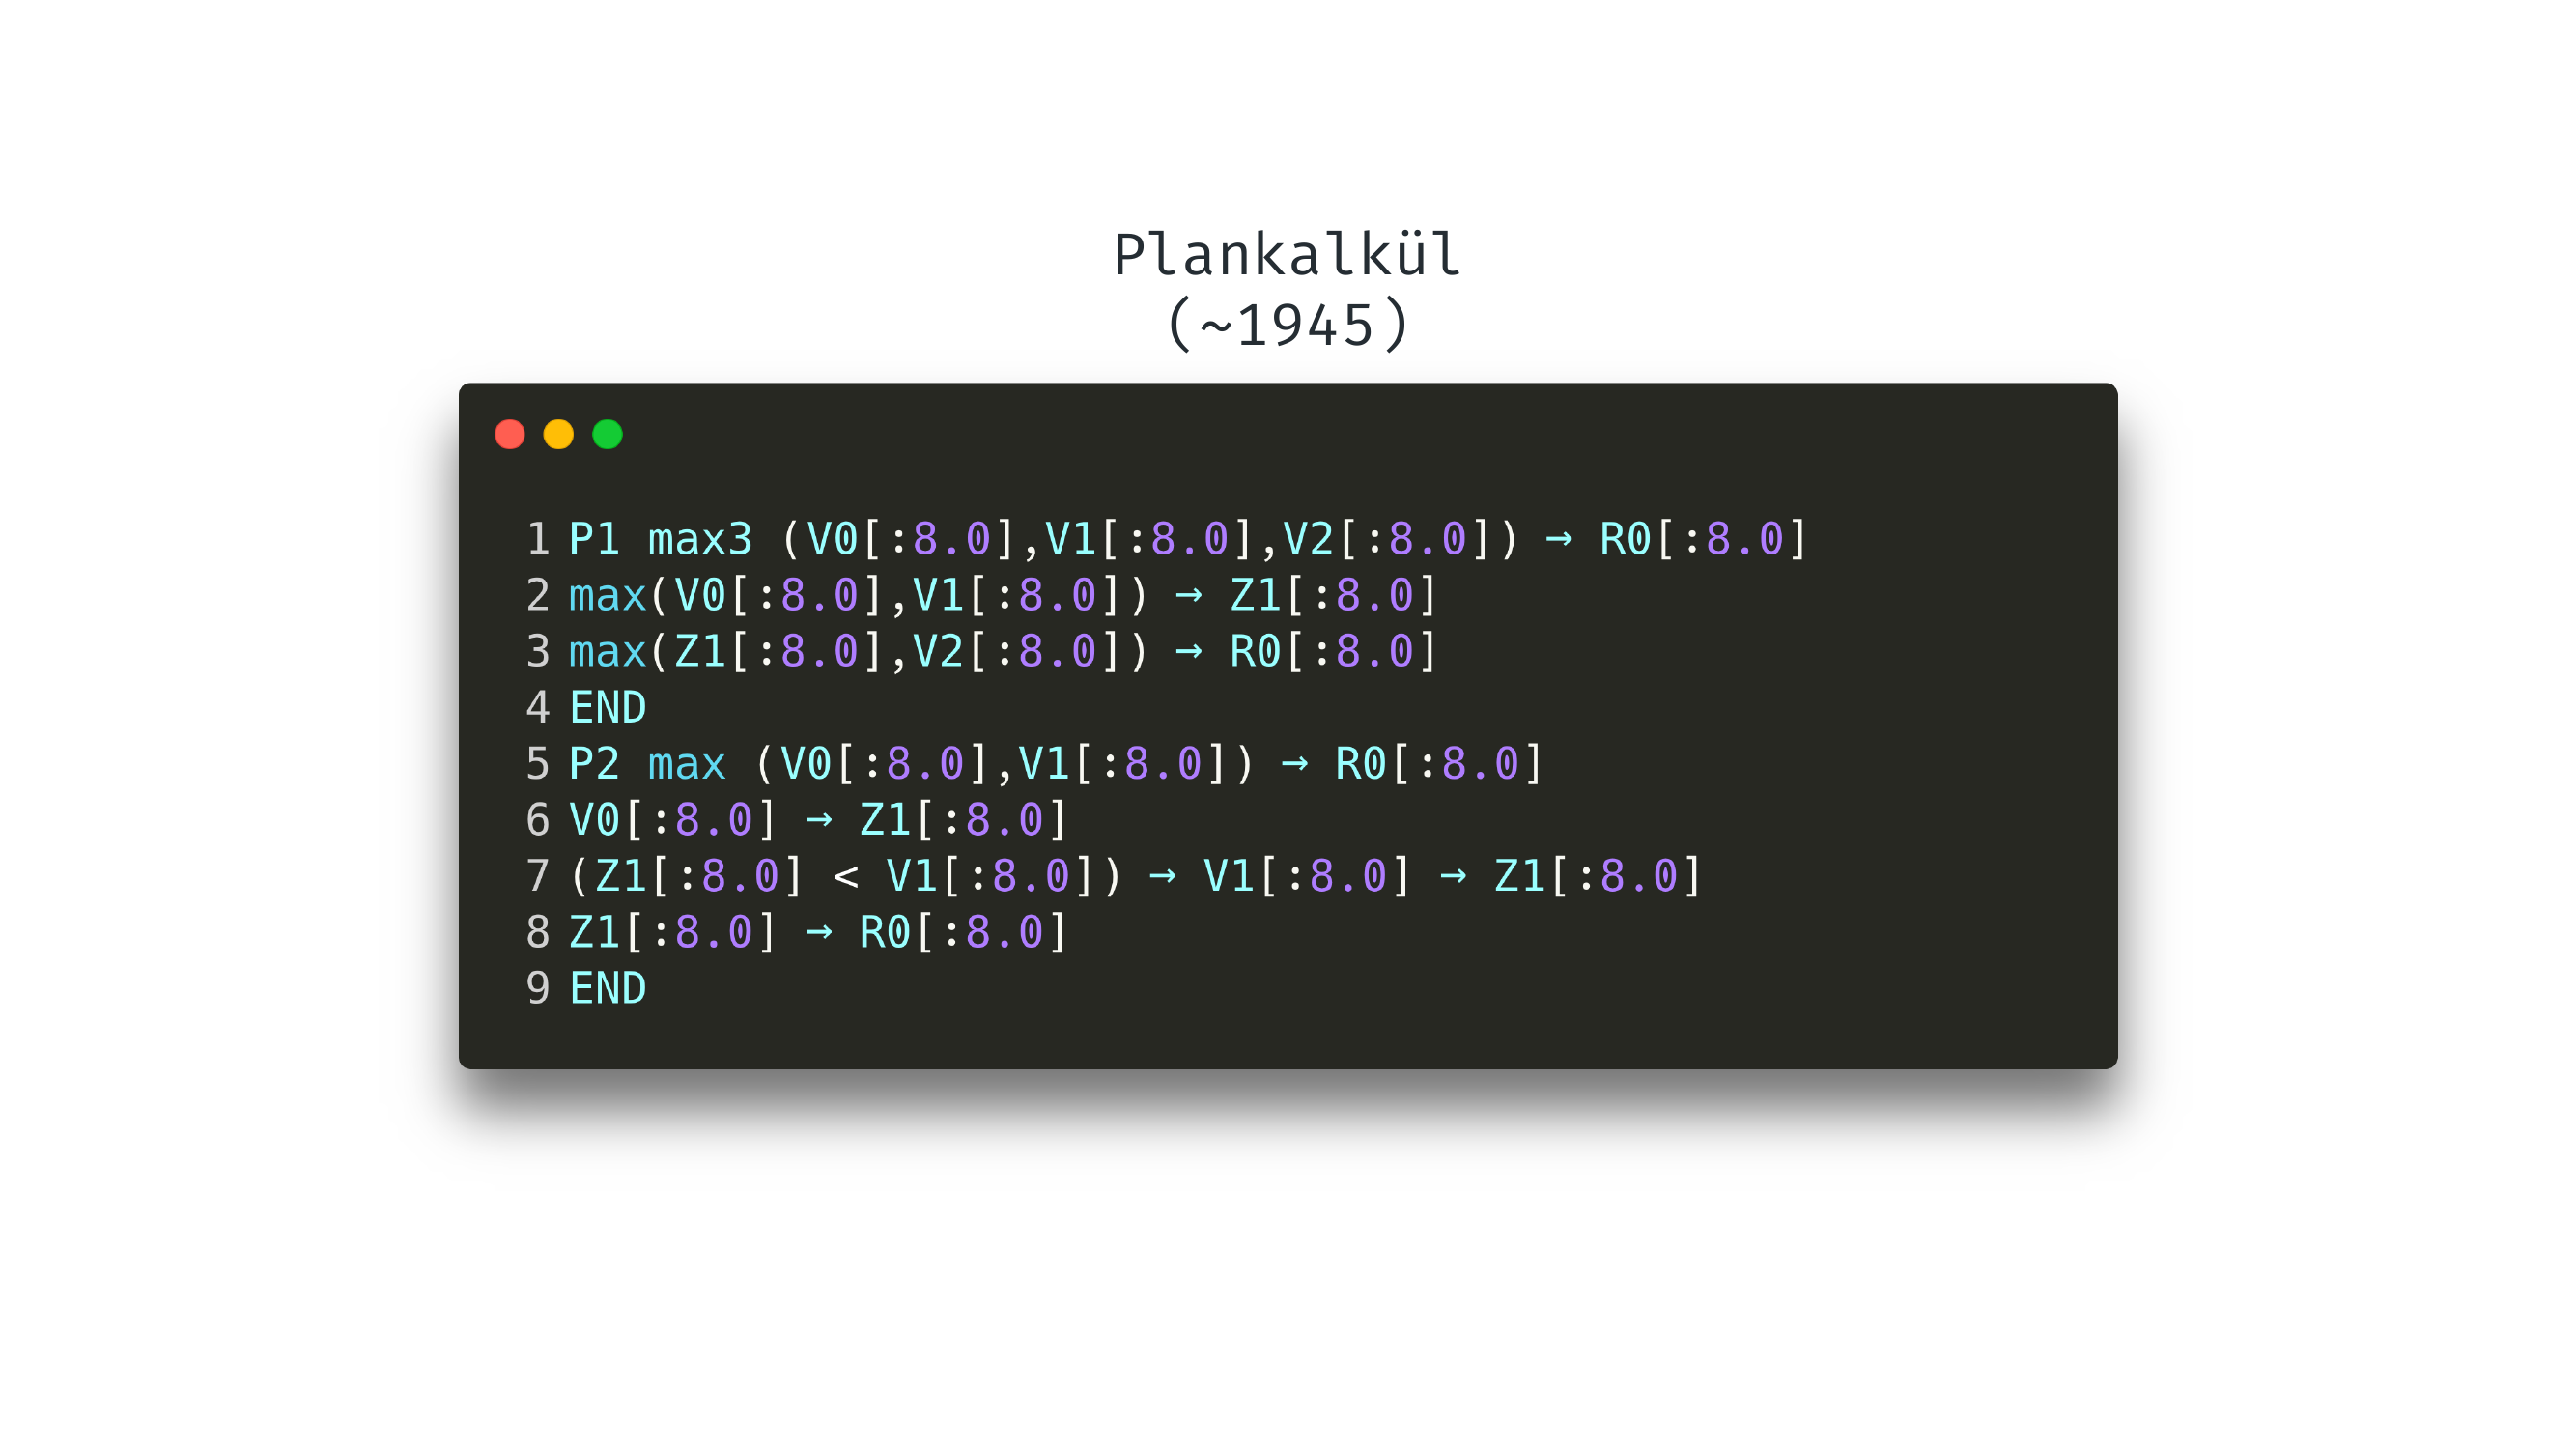 Plankalkül
(~1945)
1 P1 max3 (V0[:8.0],V1[:8.0],V2[:8.0]) → R0[:8.0]
2 max(V0[:8.0],V1[:8.0]) → Z1[:8.0]
3 max(Z1[:8.0],V2[:8.0]) → R0[:8.0]
4 END
5 P2 max (V0[:8.0],V1[:8.0]) → R0[:8.0]
6 V0[:8.0] → Z1[:8.0]
7 (Z1[:8.0] < V1[:8.0]) → V1[:8.0] → Z1[:8.0]
8 Z1[:8.0] → R0[:8.0]
9 END